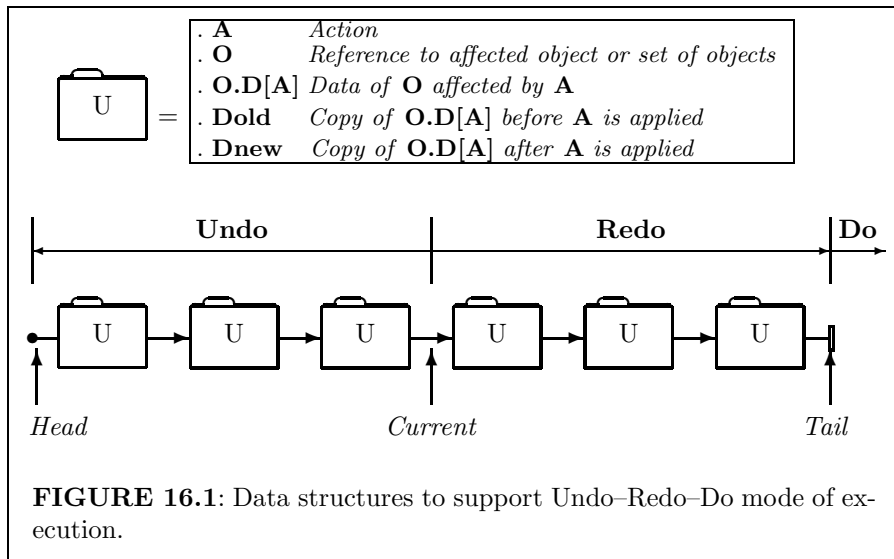 . A Action
. O Reference to affected object or set of objects
. O.D[A] Data of O affected by A
. Dold Copy of O.D[A] before A is applied
. Dnew Copy of O.D[A] after A is applied
U =
Undo Redo Do
U U U U U U
Head Current Tail
FIGURE 16.1: Data structures to support Undo–Redo–Do mode of ex-
ecution.